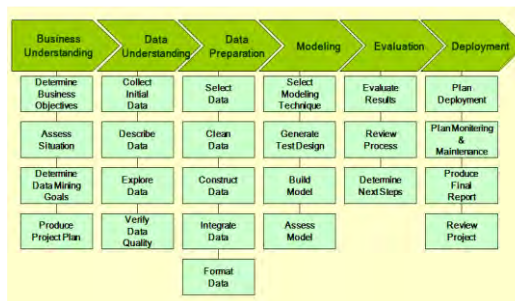 Business
Understanding
Data
Understanding
Data
Preparation
Modeling
Evaluation
Deployment
Determine
Business
Objectives
Assess
Situation
Determine
Data Mining
Goals
Produce
Project Plan
Collect
Initial
Data
Describe
Data
Explore
Data
Verify
Data
Quality
Select
Data
Clean
Data
Construct
Data
Integrate
Data
Format
Data
Select
Modeling
Technique
Generate
Test Design
Build
Model
Assess
Model
Evaluate
Results
Review
Process
Determine
Next Steps
Plan
Deployment
Plan Monitering
&
Maintenance
Produce
Final
Report
Review
Project